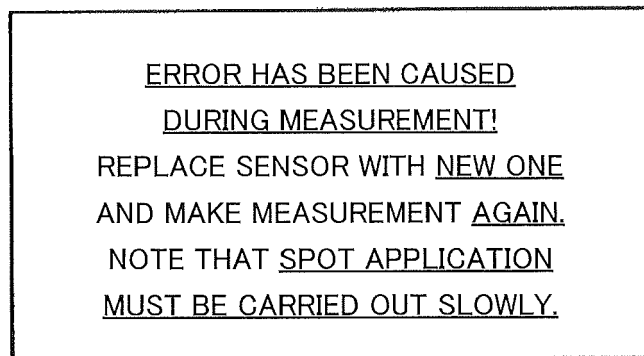 ERROR HAS BEEN CAUSED
DURING MEASUREMENT!
REPLACE SENSOR WITH NEW ONE
AND MAKE MEASUREMENT AGAIN.
NOTE THAT SPOT APPLICATION
MUST BE CARRIED OUT SLOWLY.